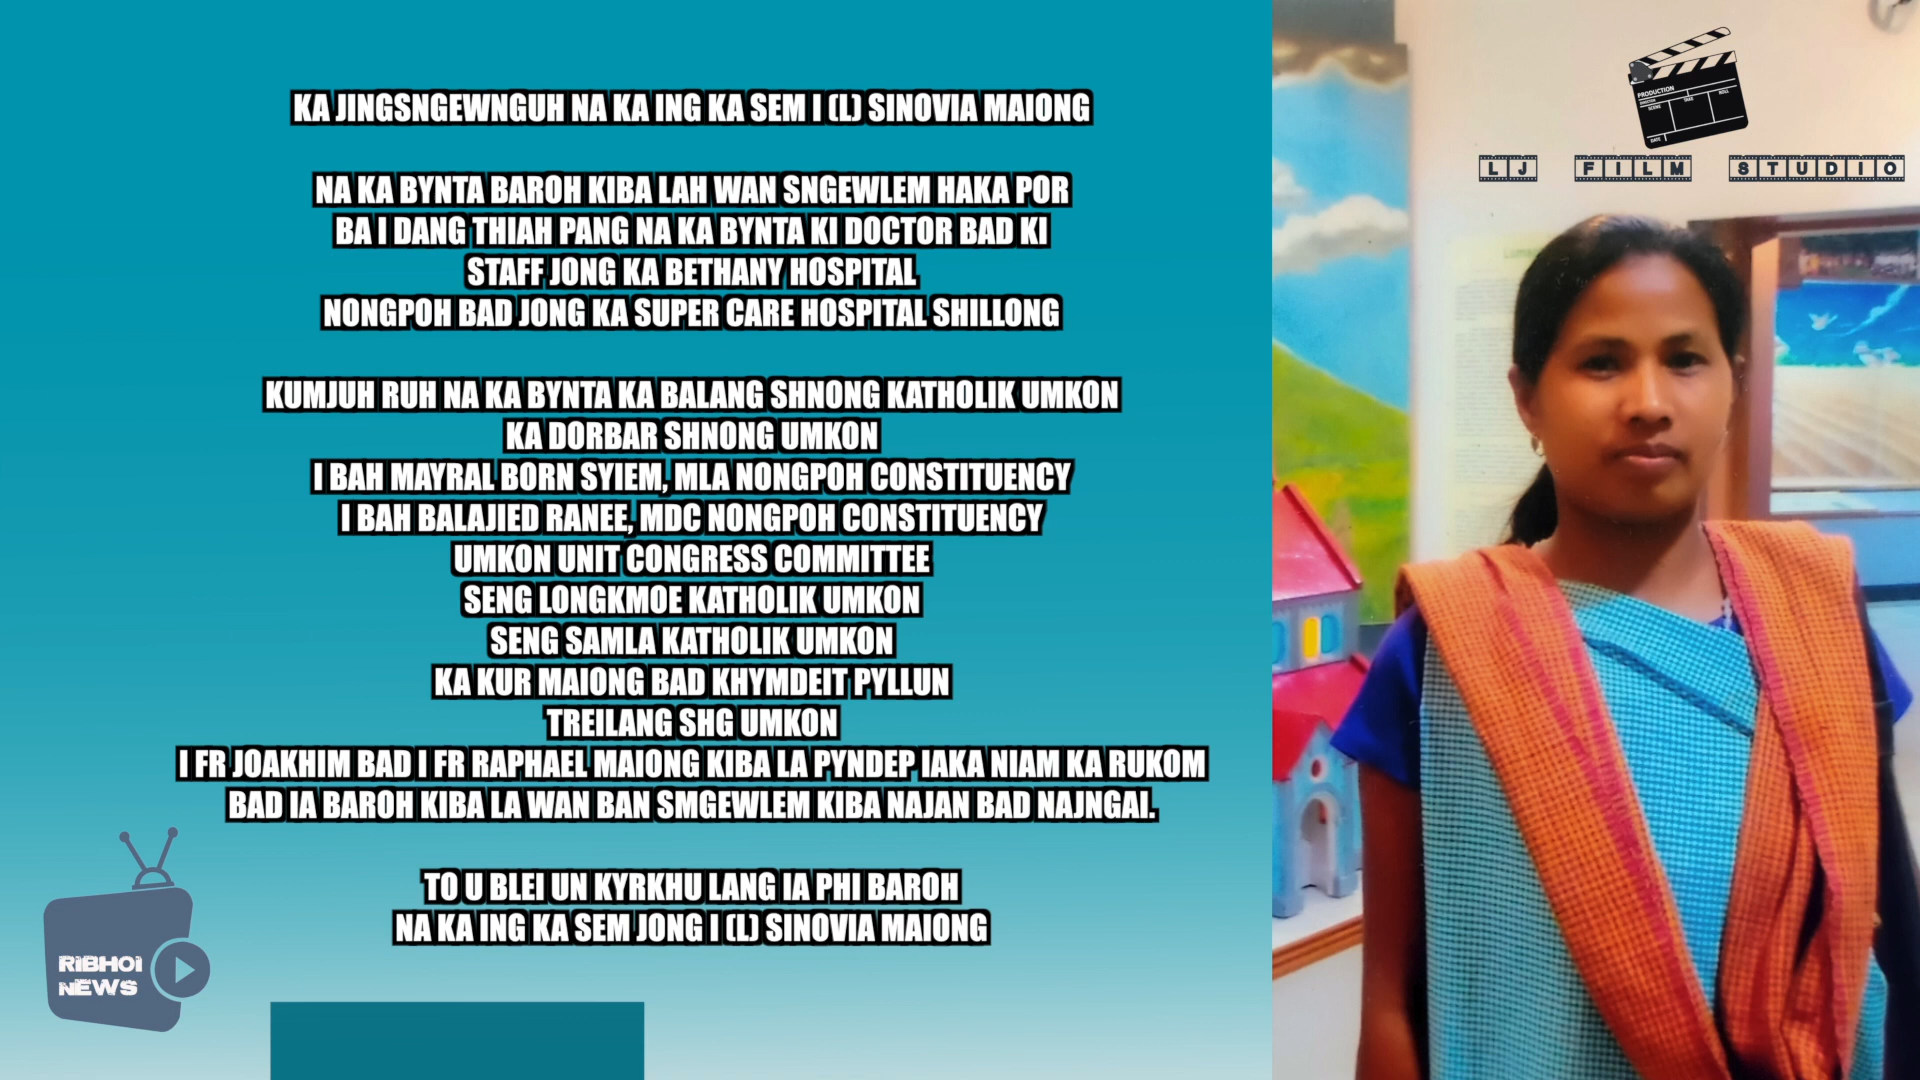 KA JINGSNGEWNGUH NA KA ING KA SEM I (L) SINOVIA MAIONG
NA KA BYNTA BAROH KIBA LAH WAN SNGEWLEM HAKA POR
BA I DANG THIAH PANG NA KA BYNTA KI DOCTOR BAD KI
STAFF JONG KA BETHANY HOSPITAL
NONGPOH BAD JONG KA SUPER CARE HOSPITAL SHILLONG
KUMJUH RUH NA KA BYNTA KA BALANG SHNONG KATHOLIK UMKON
KA DORBAR SHNONG UMKON
I BAH MAYRAL BORN SYIEM, MLA NONGPOH CONSTITUENCY
I BAH BALAJIED RANEE, MDC NONGPOH CONSTITUENCY
UMKON UNIT CONGRESS COMMITTEE
SENG LONGKMOE KATHOLIK UMKON
SENG SAMLA KATHOLIK UMKON
KA KUR MAIONG BAD KHYMDEIT PYLLUN
TREILANG SHG UMKON
I FR JOAKHIM BAD I FR RAPHAEL MAIONG KIBA LA PYNDEP IAKA NIAM KA RUKOM
BAD IA BAROH KIBA LA WAN BAN SMGEWLEM KIBA NAJAN BAD NAJNGAI.
TO U BLEI UN KYRKHU LANG IA PHI BAROH
NA KA ING KA SEM JONG I (L) SINOVIA MAIONG
RIBHOI
NEWS
PRODUCTION
DIRECTOR
SCENE TAKE ROLL
DATE
LJ FILM STUDIO